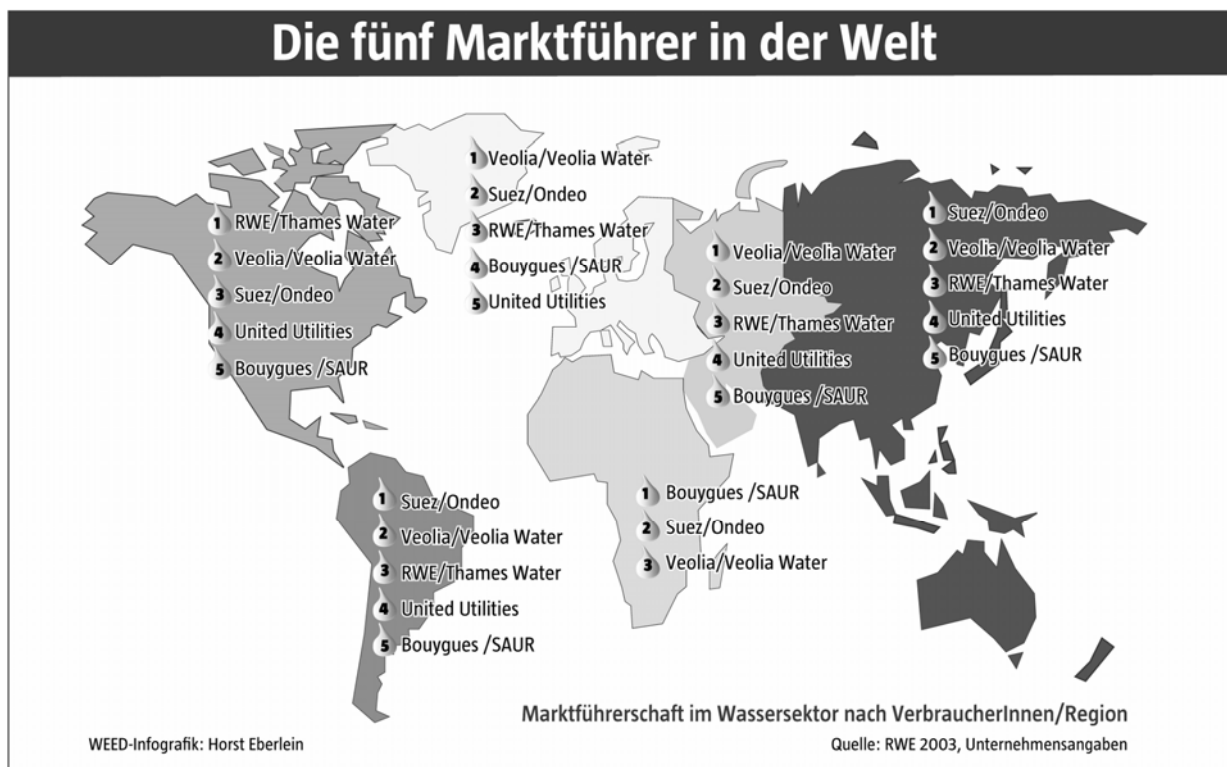 Die fünf Marktführer in der Welt
1 RWE/Thames Water
2 Veolia/Veolia Water
3 Suez/Ondeo
4 United Utilities
5 Bouygues /SAUR
1 Veolia/Veolia Water
2 Suez/Ondeo
3 RWE/Thames Water
4 Bouygues /SAUR
5 United Utilities
1 Veolia/Veolia Water
2 Suez/Ondeo
3 RWE/Thames Water
4 United Utilities
5 Bouygues /SAUR
1 Suez/Ondeo
2 Veolia/Veolia Water
3 RWE/Thames Water
4 United Utilities
5 Bouygues /SAUR
1 Suez/Ondeo
2 Veolia/Veolia Water
3 RWE/Thames Water
4 United Utilities
5 Bouygues /SAUR
1 Bouygues /SAUR
2 Suez/Ondeo
3 Veolia/Veolia Water
Marktführerschaft im Wassersektor nach VerbraucherInnen/Region
WEED-Infografik: Horst Eberlein
Quelle: RWE 2003, Unternehmensangaben